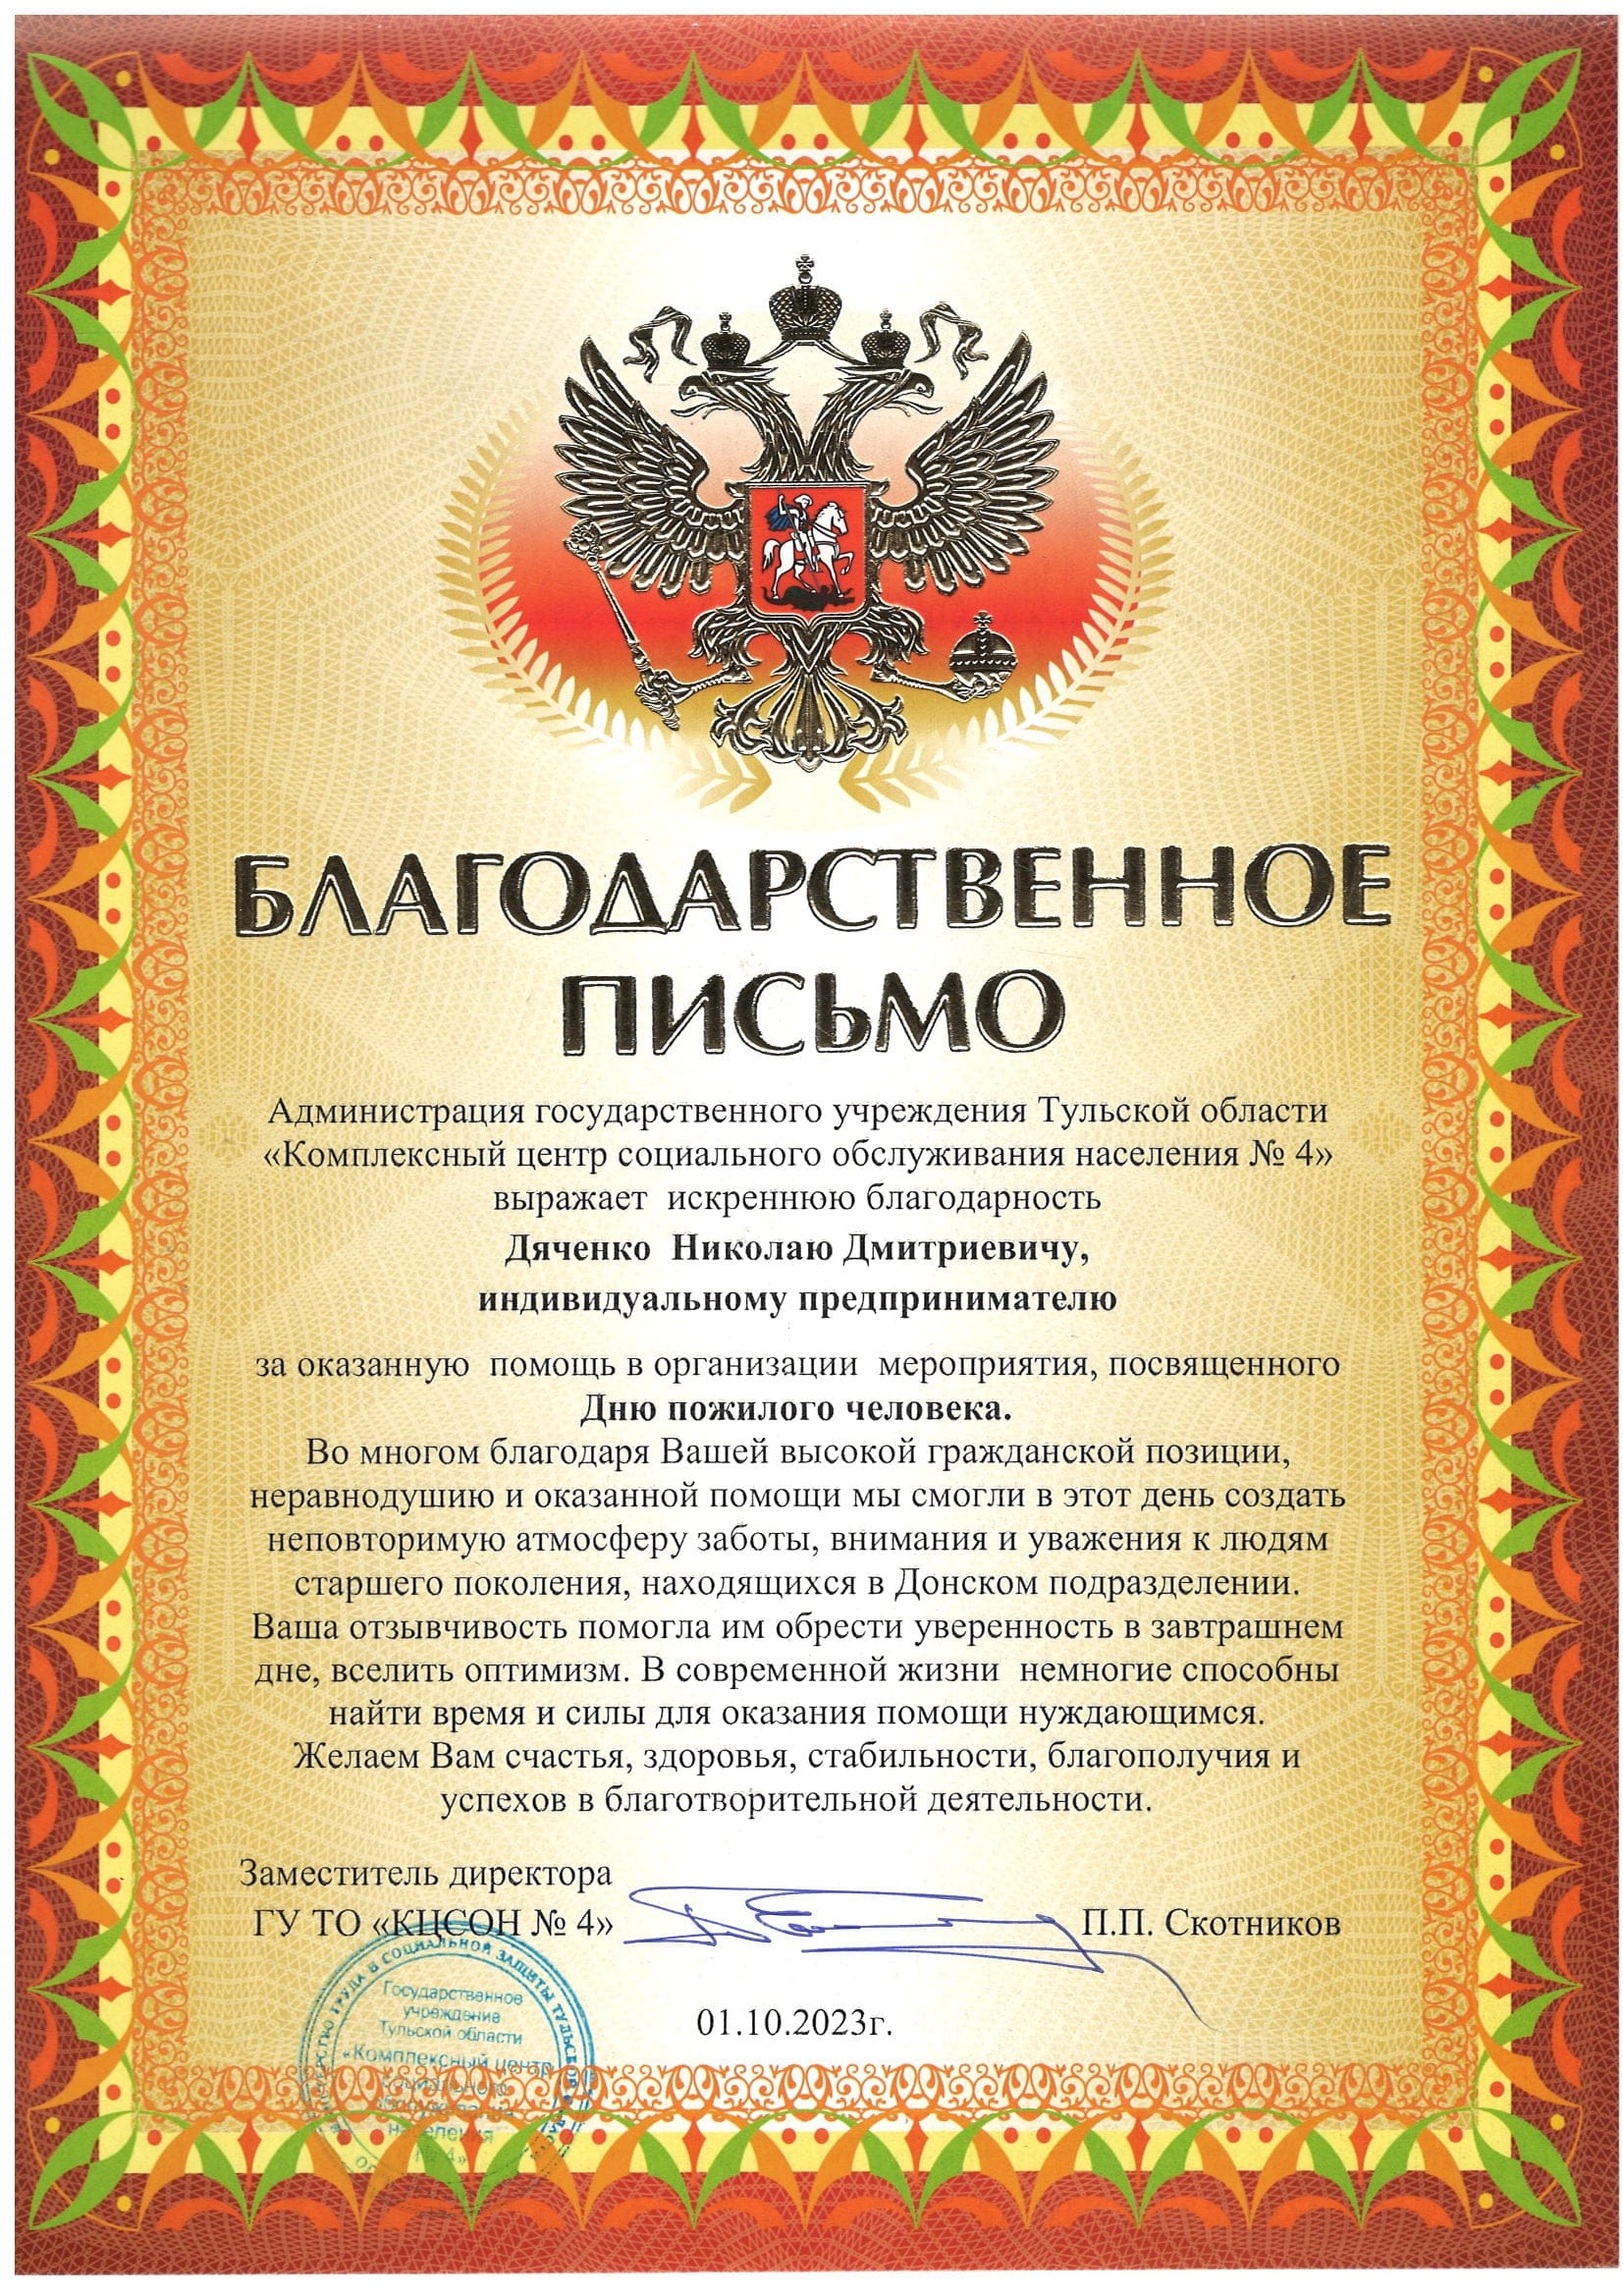 БЛАГОДАРСТВЕННОЕ
ПИСЬМО
Администрация государственного учреждения Тульской области
«Комплексный центр социального обслуживания населения № 4»
выражает искреннюю благодарность
Дяченко Николаю Дмитриевичу,
индивидуальному предпринимателю
за оказанную помощь в организации мероприятия, посвященного
Дню пожилого человека.
Во многом благодаря Вашей высокой гражданской позиции,
неравнодушию и оказанной помощи мы смогли в этот день создать
неповторимую атмосферу заботы, внимания и уважения к людям
старшего поколения, находящихся в Донском подразделении.
Ваша отзывчивость помогла им обрести уверенность в завтрашнем
дне, вселить оптимизм. В современной жизни немногие способны
найти время и силы для оказания помощи нуждающимся.
Желаем Вам счастья, здоровья, стабильности, благополучия и
успехов в благотворительной деятельности.
Заместитель директора
ГУ ТО «КЦСОН № 4» П.П. Скотников
01.10.2023г.
ТРУДА И СОЦИАЛЬНОЙ ЗАЩИТЫ ТУЛЬСКОЙ
Государственное
учреждение
Тульской области
«Комплексный центр
социального
обслуживания
населения
№ 4»